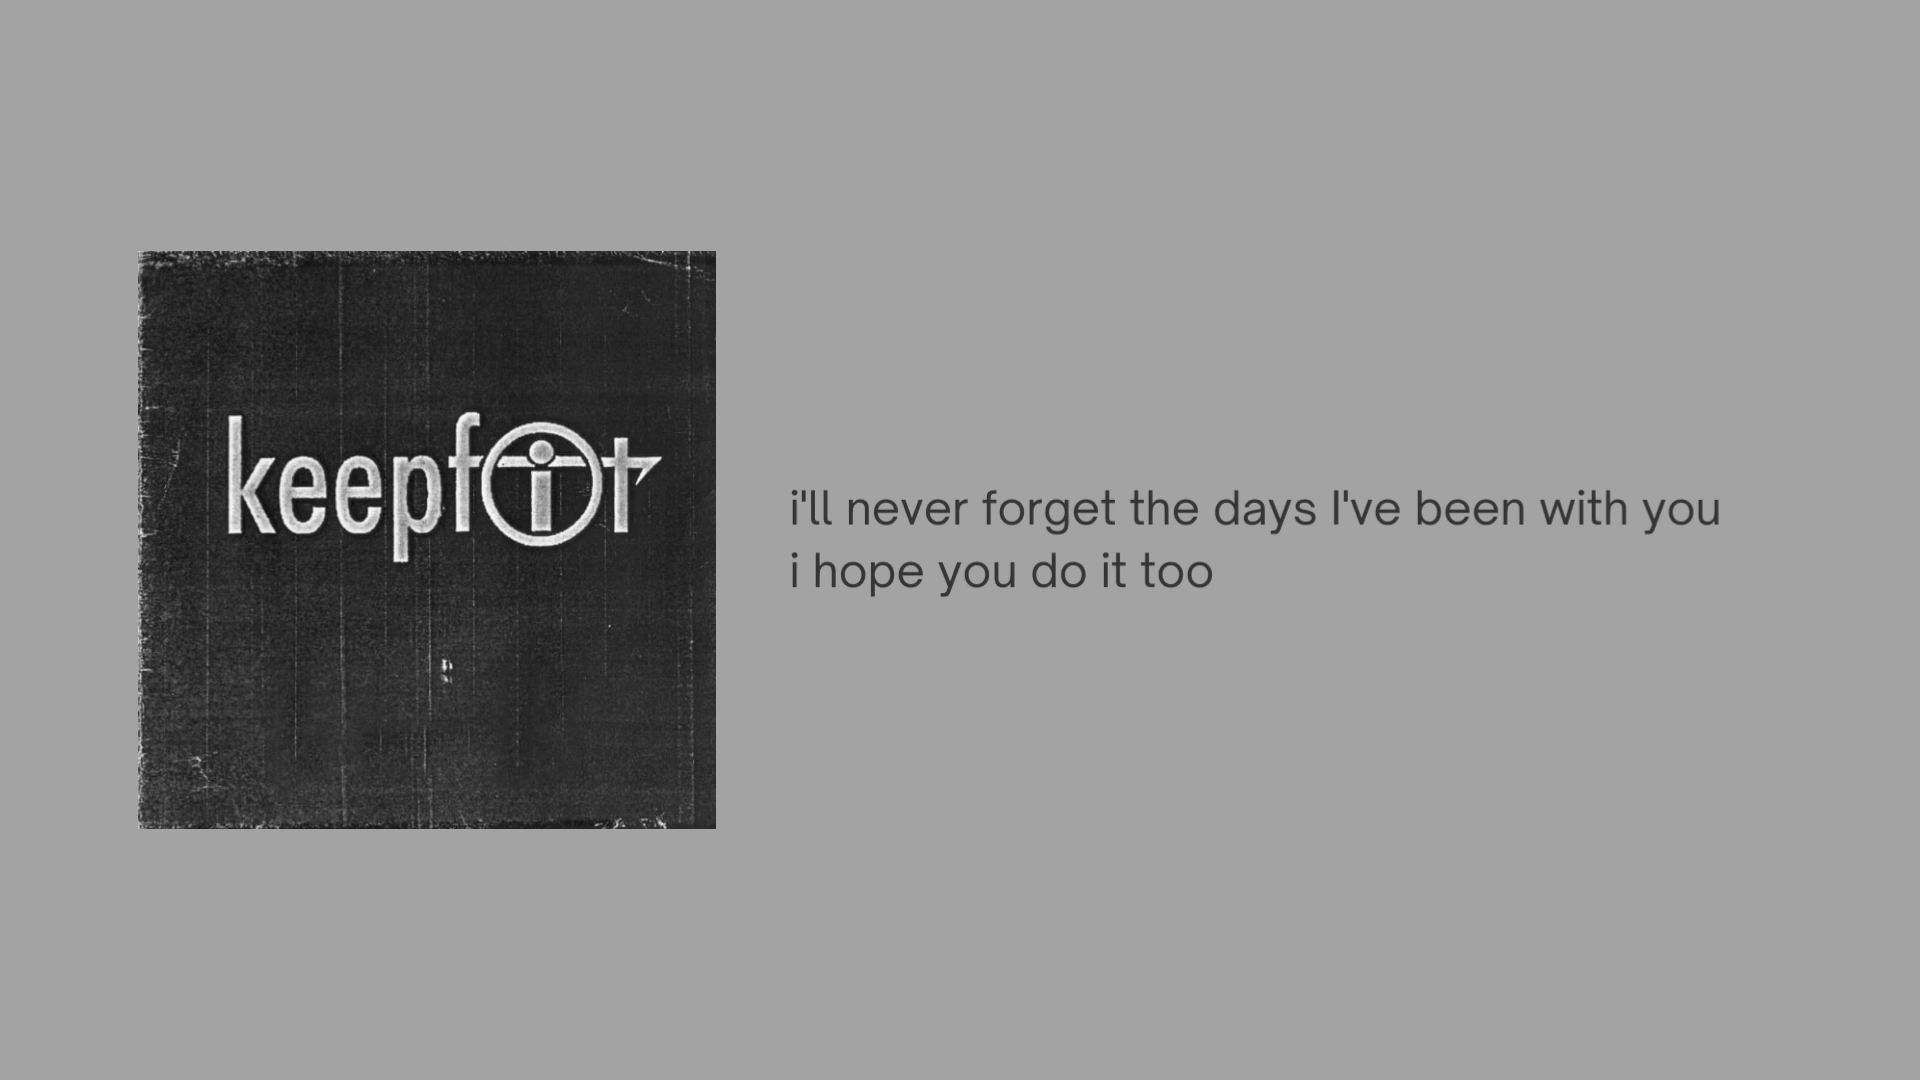 keepfit
i'll never forget the days I've been with you
i hope you do it too